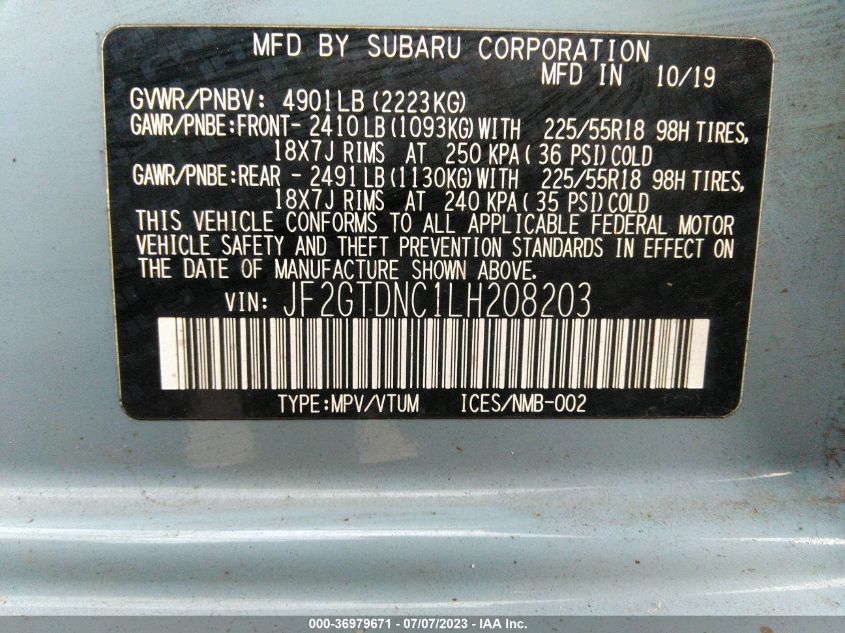 MFD BY SUBARU CORPORATION
MFD IN 10/19
GVWR/PNBV: 4901LB(2223KG)
GAWR/PNBE:FRONT- 2410LB(1093KG)WITH 225/55R18 98H TIRES,
18X7J RIMS AT 250 KPA( 36 PSI)COLD
GAWR/PNBE:REAR - 2491LB(1130KG)WITH 225/55R18 98H TIRES,
18X7J RIMS AT 240 KPA( 35 PSI)COLD
THIS VEHICLE CONFORMS TO ALL APPLICABLE FEDERAL MOTOR
VEHICLE SAFETY AND THEFT PREVENTION STANDARDS IN EFFECT ON
THE DATE OF MANUFACTURE SHOWN ABOVE.
VIN: JF2GTDNC1LH208203
TYPE:MPV/VTUM ICES/NMB-002
000-36979671 - 07/07/2023 - IAA Inc.